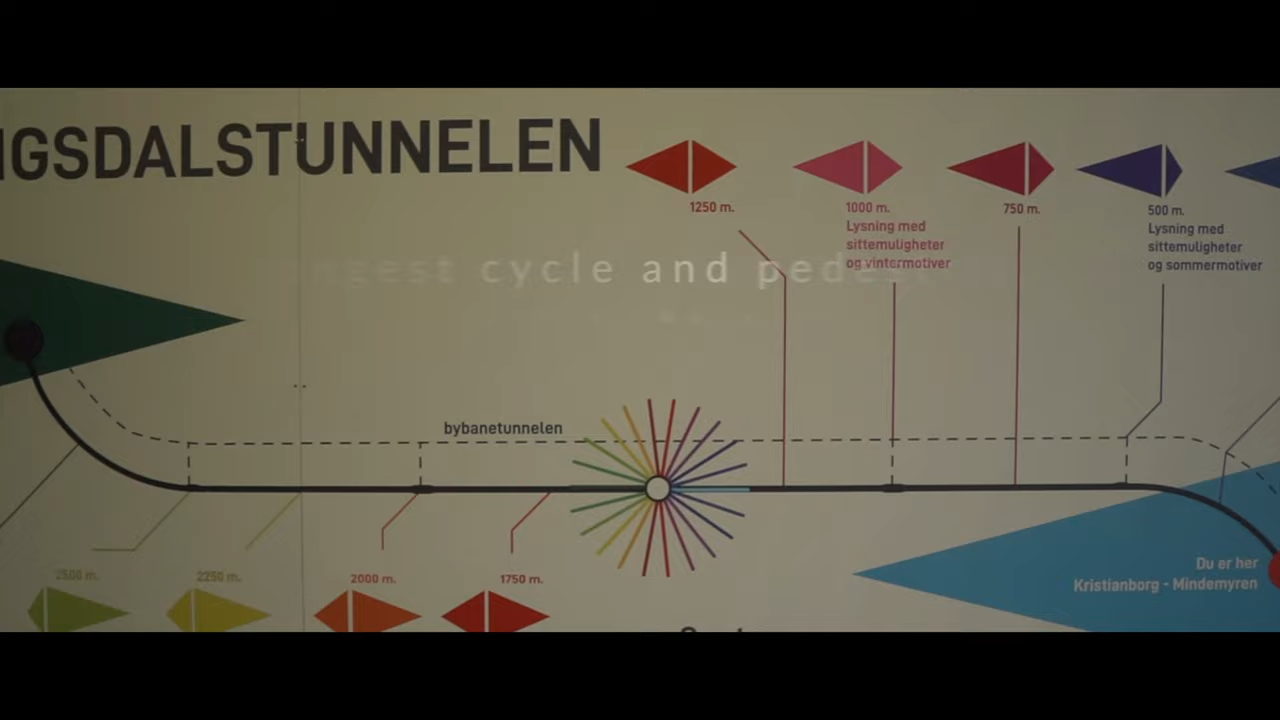 NGSDALSTUNNELEN
1250 m.
1000 m.
Lysning med
sittemuligheter
og vintermotiver
750 m.
500 m.
Lysning med
sittemuligheter
og sommermotiver
cycle and
bybanetunnelen
2500 m.
2250 m.
2000 m.
1750 m.
Du er her
Kristianborg - Mindemyren